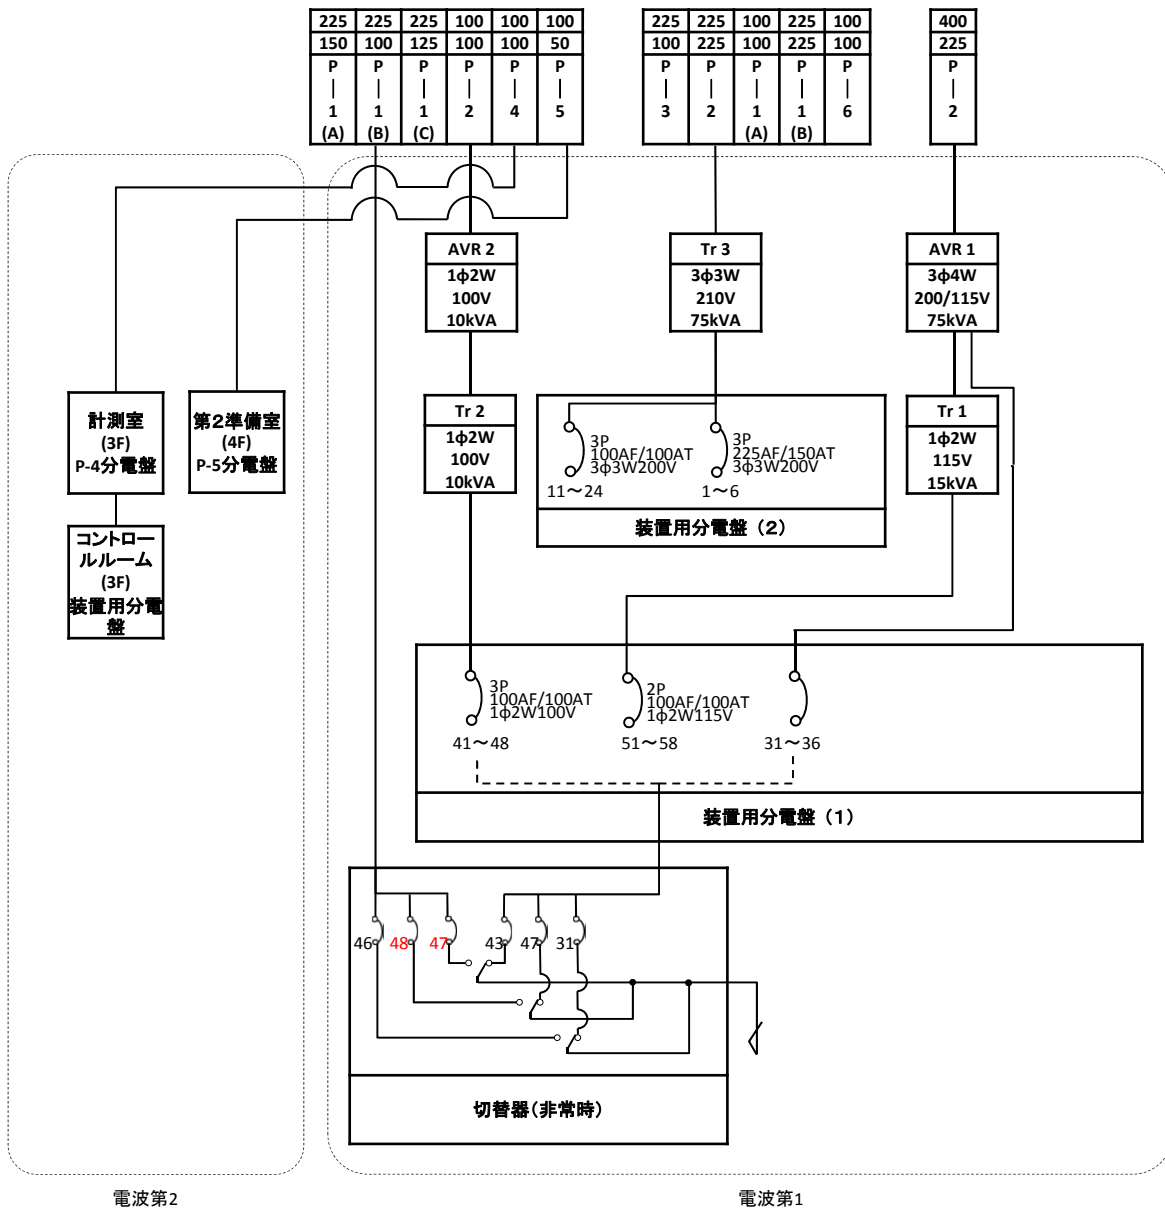 225 225 225 100 100 100
150 100 125 100 100 50
P P P P P P
― ― ― ― ― ―
1 1 1 2 4 5
(A) (B) (C)
225 225 100 225 100
100 225 100 225 100
P P P P P
― ― ― ― ―
3 2 1 1 6
(A) (B)
400
225
P
―
2
AVR 2
1φ2W
100V
10kVA
Tr 3
3φ3W
210V
75kVA
AVR 1
3φ4W
200/115V
75kVA
計測室
(3F)
P-4分電盤
第2準備室
(4F)
P-5分電盤
Tr 2
1φ2W
100V
10kVA
3P
100AF/100AT
3φ3W200V
11~24
3P
225AF/150AT
3φ3W200V
1~6
装置用分電盤(2)
Tr 1
1φ2W
115V
15kVA
コントロー
ルルーム
(3F)
装置用分電
盤
3P
100AF/100AT
1φ2W100V
41~48
2P
100AF/100AT
1φ2W115V
51~58
31~36
装置用分電盤(1)
46 48 47 43 47 31
切替器(非常時)
電波第2
電波第1